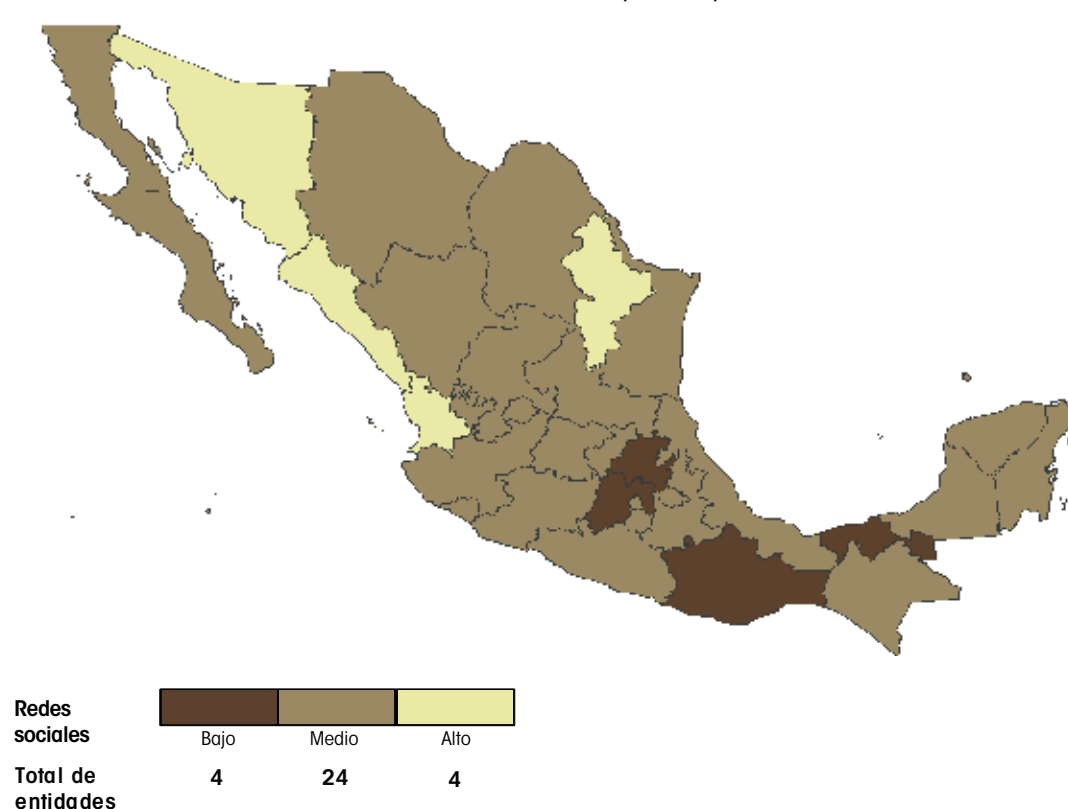 Redes
sociales
Bajo Medio Alto
Total de
entidades
4 24 4